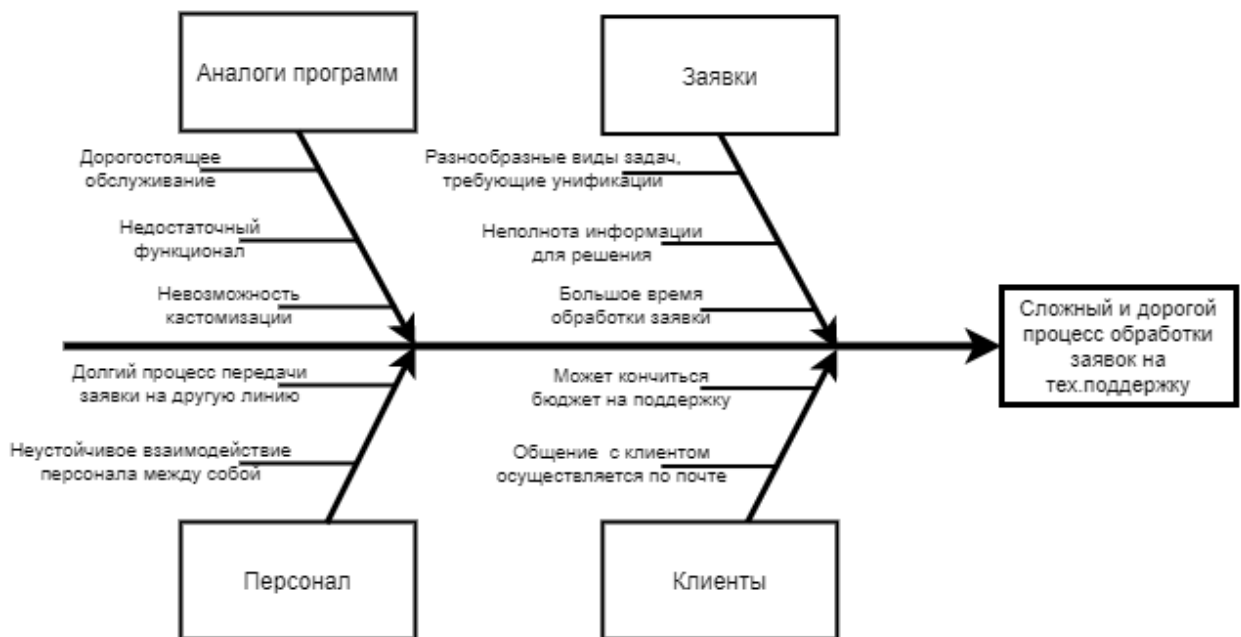 Аналоги программ
Заявки
Дорогостоящее
обслуживание
Недостаточный
функционал
Невозможность
кастомизации
Разнообразные виды задач,
требующие унификации
Неполнота информации
для решения
Большое время
обработки заявки
Сложный и дорогой
процесс обработки
заявок на
тех.поддержку
Долгий процесс передачи
заявки на другую линию
Неустойчивое взаимодействие
персонала между собой
Может кончиться
бюджет на поддержку
Общение с клиентом
осуществляется по почте
Персонал
Клиенты